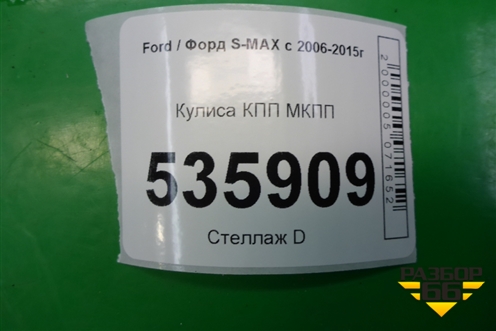 Ford / Форд S-MAX с 2006-2015г
Кулиса КПП МКПП
535909
Стеллаж D
2000005071652
РАЗБОР
66